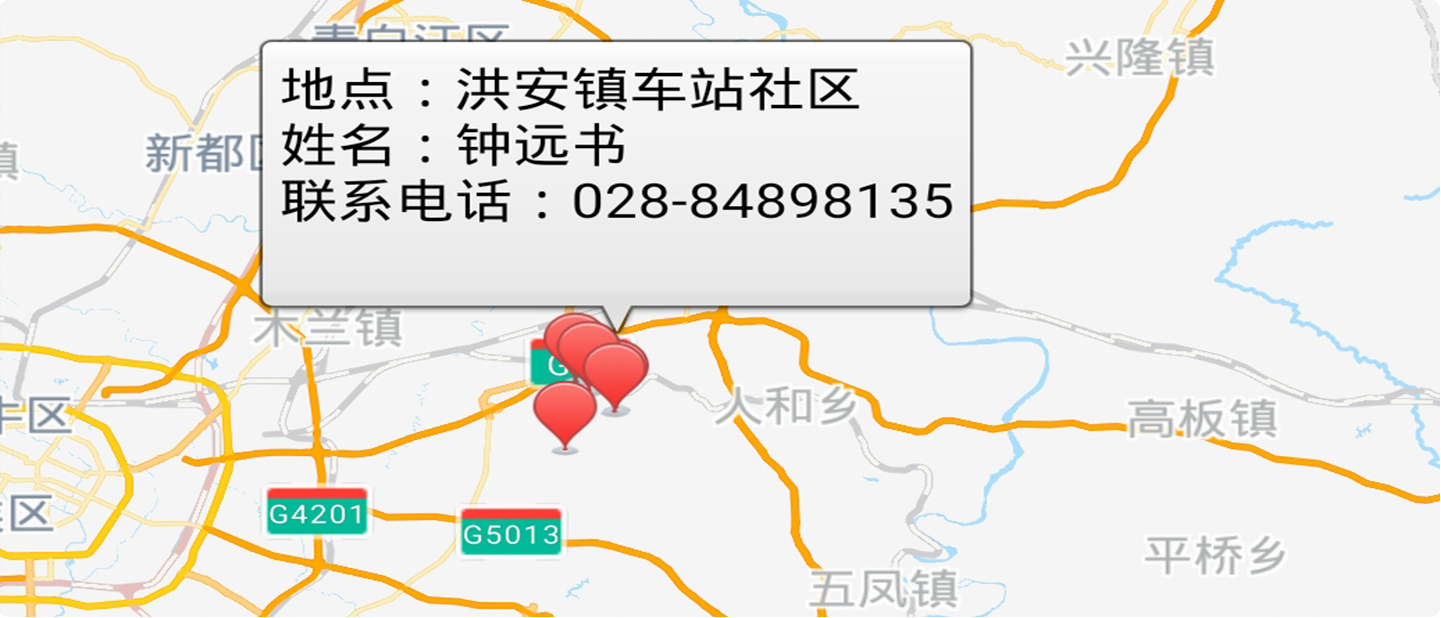 青白江区
兴隆镇
地点：洪安镇车站社区
姓名：钟远书
联系电话：028-84898135
镇
新都区
木兰镇
G
人和乡
高板镇
牛区
区
G4201
G5013
平桥乡
五凤镇